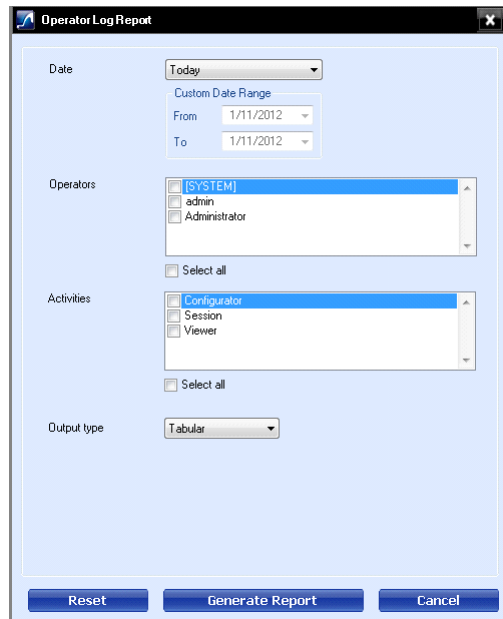 Operator Log Report
Date
Today
Custom Date Range
From 1/11/2012
To 1/11/2012
Operators
[SYSTEM]
admin
Administrator
Select all
Activities
Configurator
Session
Viewer
Select all
Output type
Tabular
Reset Generate Report Cancel